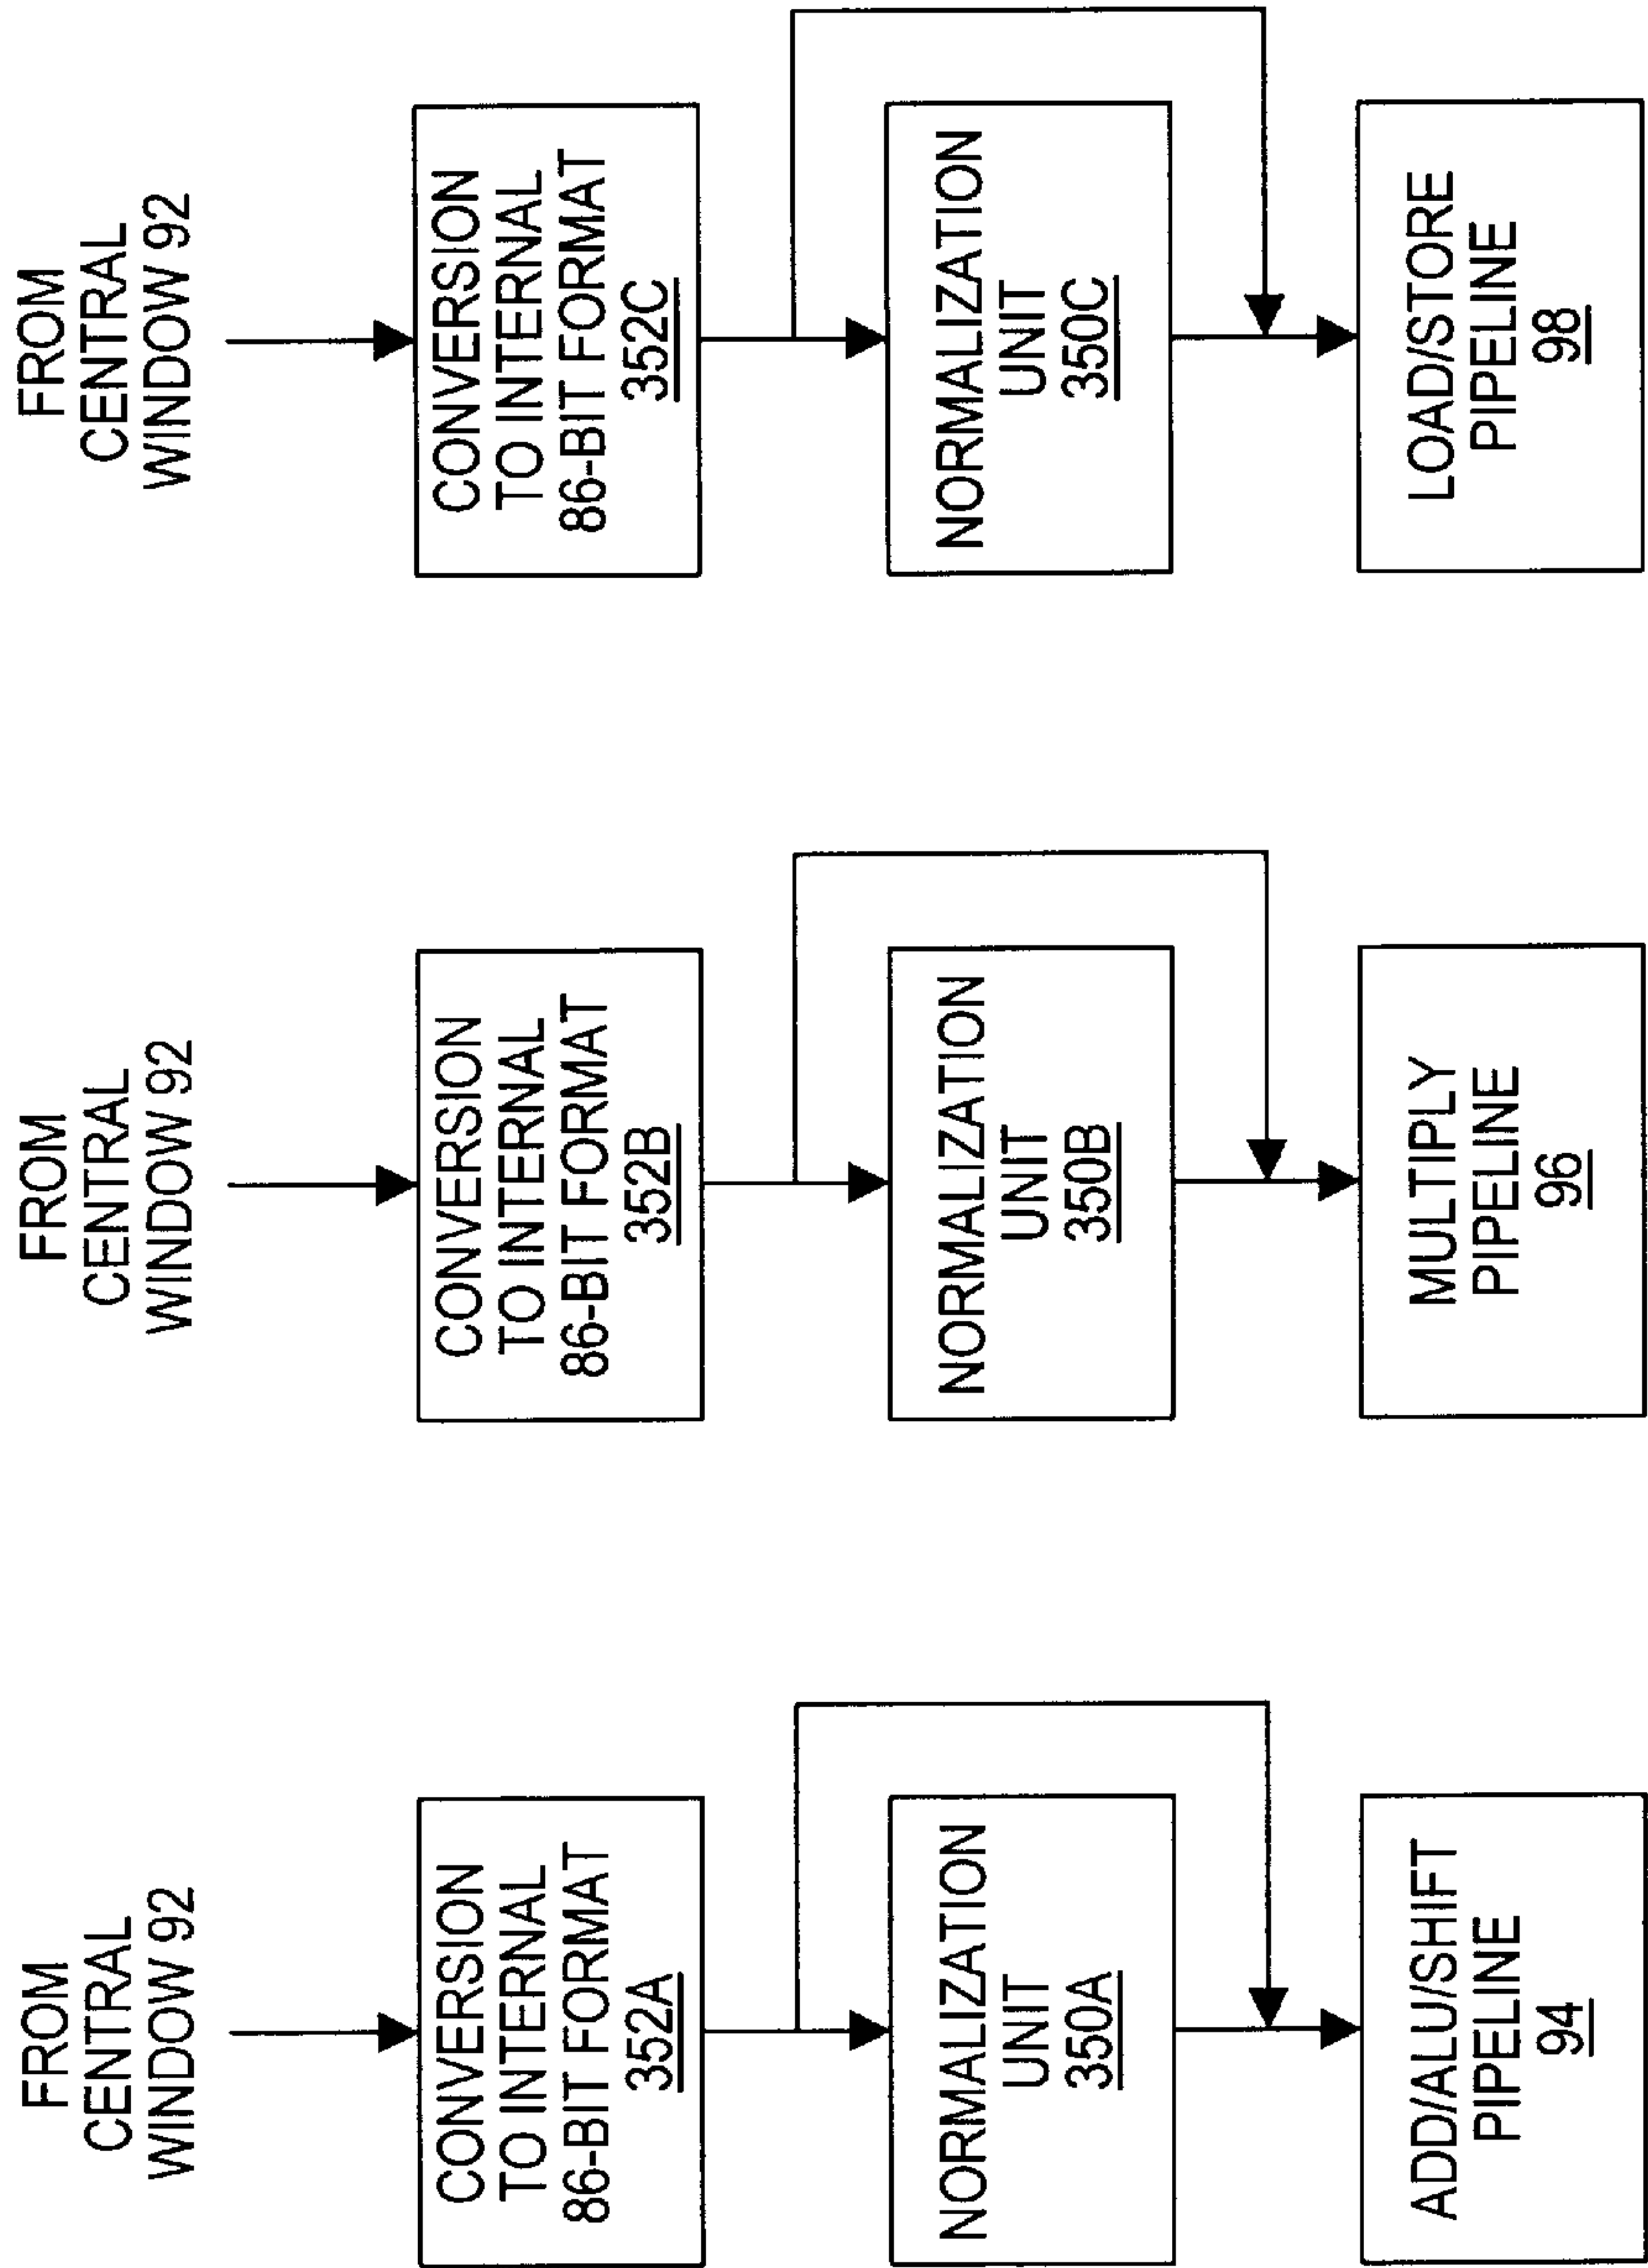 FROM
CENTRAL
WINDOW 92
CONVERSION
TO INTERNAL
86-BIT FORMAT
352A
NORMALIZATION
UNIT
350A
ADD/ALU/SHIFT
PIPELINE
94
FROM
CENTRAL
WINDOW 92
CONVERSION
TO INTERNAL
86-BIT FORMAT
352B
NORMALIZATION
UNIT
350B
MULTIPLY
PIPELINE
96
FROM
CENTRAL
WINDOW 92
CONVERSION
TO INTERNAL
86-BIT FORMAT
352C
NORMALIZATION
UNIT
350C
LOAD/STORE
PIPELINE
98